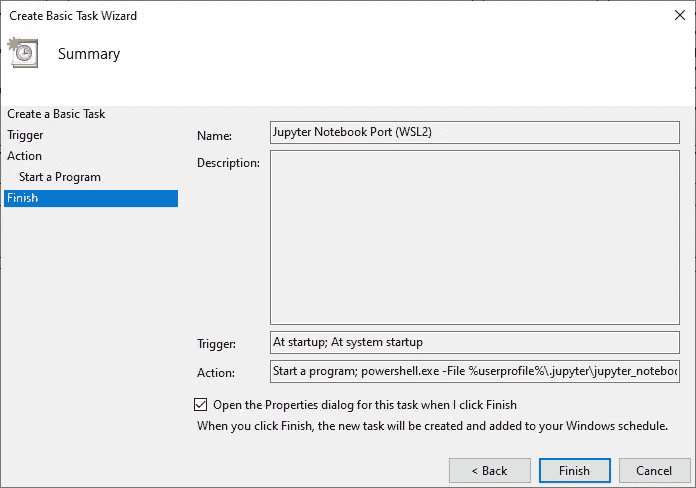 Create Basic Task Wizard
Summary
Create a Basic Task
Trigger
Action
Start a Program
Finish
Name:
Jupyter Notebook Port (WSL2)
Description:
Trigger:
At startup; At system startup
Action:
Start a program; powershell.exe -File %userprofile%\.jupyter\jupyter_noteboo
Open the Properties dialog for this task when I click Finish
When you click Finish, the new task will be created and added to your Windows schedule.
< Back
Finish
Cancel